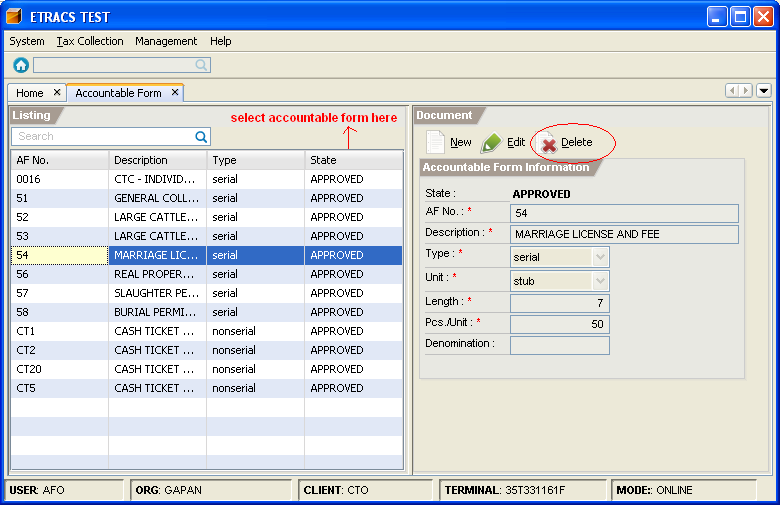 ETRACS TEST
System Tax Collection Management Help
Home Accountable Form
Listing
select accountable form here
Search
AF No. Description Type State
0016 CTC - INDIVID... serial APPROVED
51 GENERAL COLL... serial APPROVED
52 LARGE CATTLE... serial APPROVED
53 LARGE CATTLE... serial APPROVED
54 MARRIAGE LIC... serial APPROVED
56 REAL PROPER... serial APPROVED
57 SLAUGHTER PE... serial APPROVED
58 BURIAL PERMI... serial APPROVED
CT1 CASH TICKET ... nonserial APPROVED
CT2 CASH TICKET ... nonserial APPROVED
CT20 CASH TICKET ... nonserial APPROVED
CT5 CASH TICKET ... nonserial APPROVED
Document
New Edit Delete
Accountable Form Information
State : APPROVED
AF No. : * 54
Description : * MARRIAGE LICENSE AND FEE
Type : * serial
Unit : * stub
Length : * 7
Pcs./Unit : * 50
Denomination :
USER: AFO ORG: GAPAN CLIENT: CTO TERMINAL: 35T331161F MODE:: ONLINE